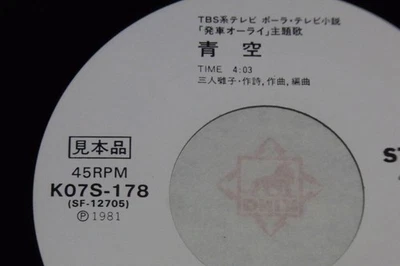 TBS系テレビ ポーラ・テレビ小説
「発車オーライ」主題歌
青空
TIME 4:03
三人囃子・作詩,作曲,編曲
見本品
45RPM
K07S-178
(SF-12705)
Ⓟ1981
ST
KING